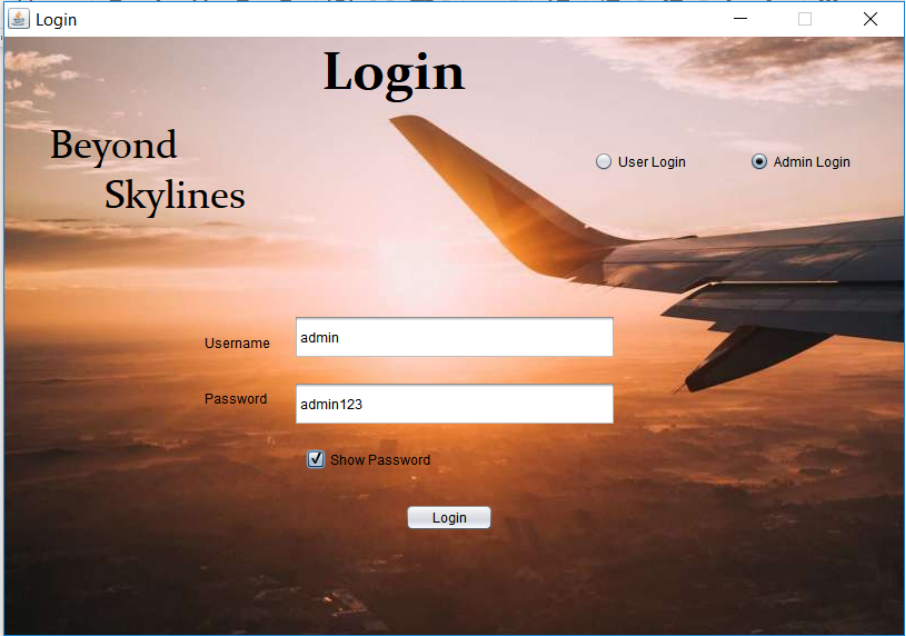 Login
Login
Beyond
Skylines
User Login
Admin Login
Username
admin
Password
admin123
Show Password
Login